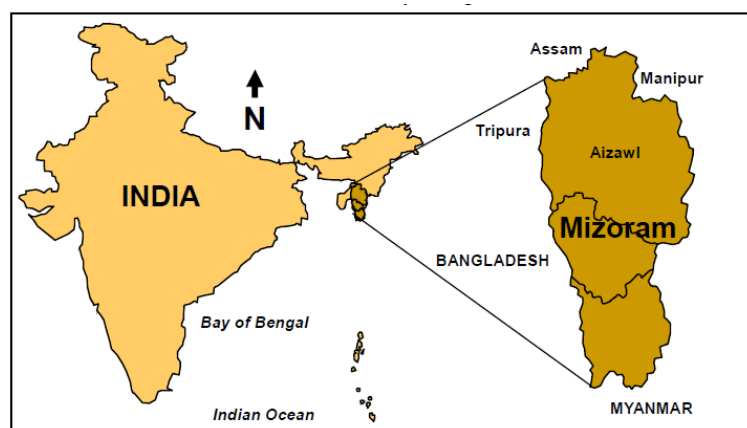 Assam
Manipur
N
Tripura
Aizawl
INDIA
Mizoram
BANGLADESH
Bay of Bengal
MYANMAR
Indian Ocean